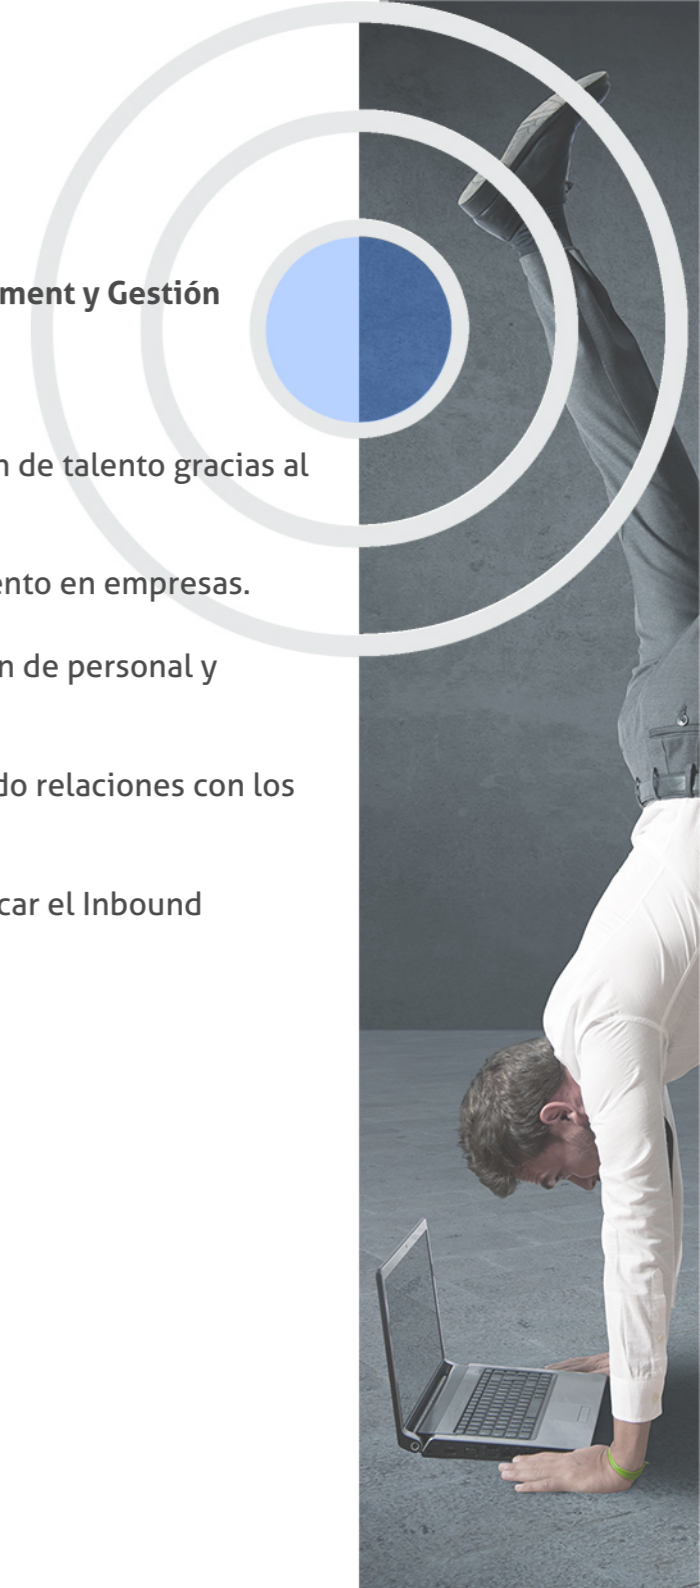 ment y Gestión
n de talento gracias al
ento en empresas.
n de personal y
do relaciones con los
car el Inbound